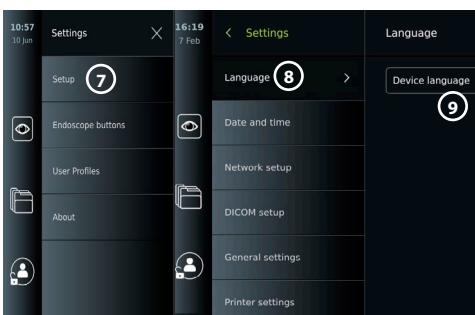 10:57
10 Jun
Settings
Setup 7
Endoscope buttons
User Profiles
About
16:19
7 Feb
Settings
Language 8
Date and time
Network setup
DICOM setup
General settings
Printer settings
Language
Device language
9